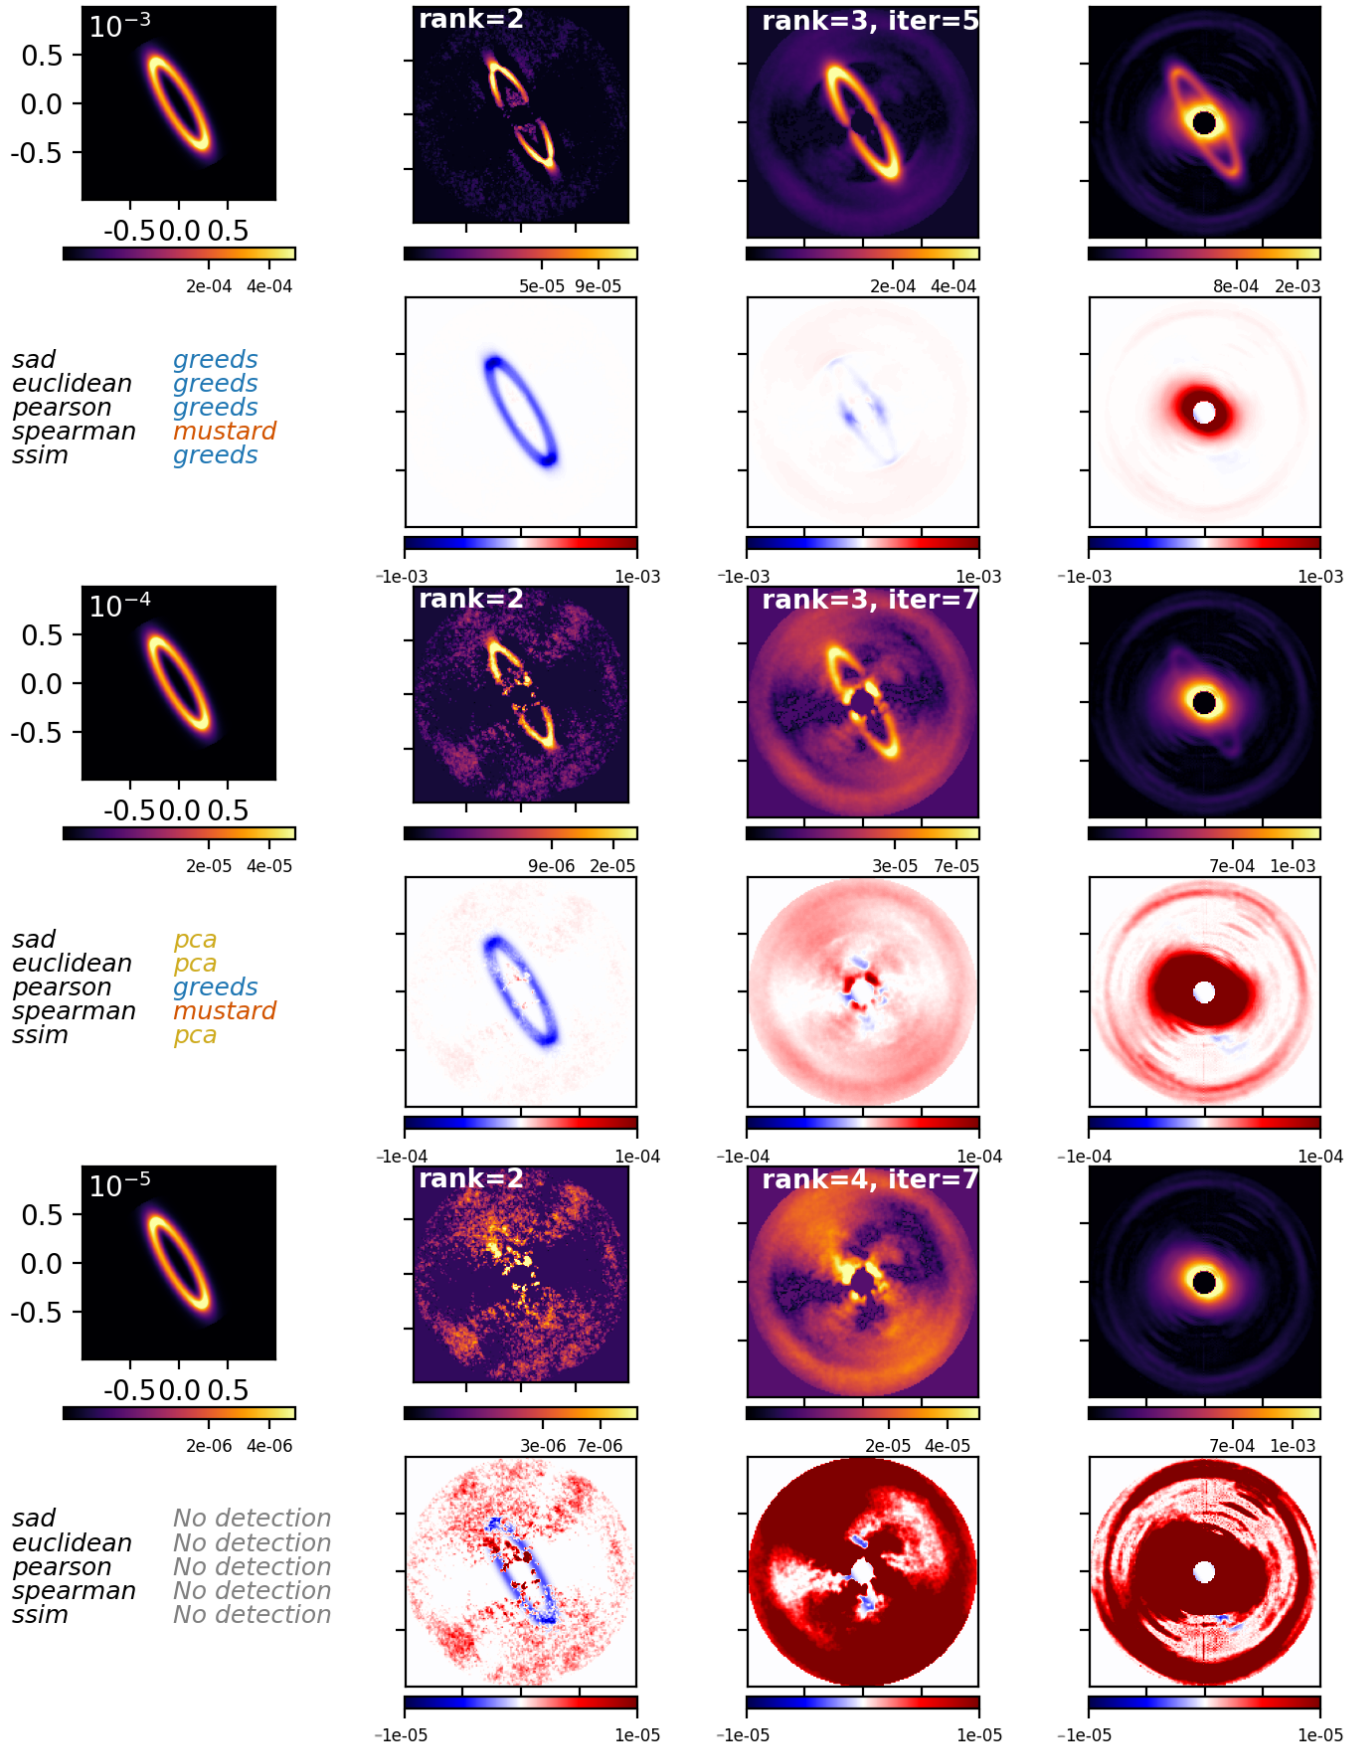 10⁻³ rank=2 rank=3, iter=5
0.5
0.0
-0.5
-0.5 0.0 0.5
2e-04 4e-04 5e-05 9e-05 2e-04 4e-04 8e-04 2e-03
sad greeds
euclidean greeds
pearson greeds
spearman mustard
ssim greeds
-1e-03 1e-03 -1e-03 1e-03 -1e-03 1e-03
10⁻⁴ rank=2 rank=3, iter=7
0.5
0.0
-0.5
-0.5 0.0 0.5
2e-05 4e-05 9e-06 2e-05 3e-05 7e-05 7e-04 1e-03
sad pca
euclidean pca
pearson greeds
spearman mustard
ssim pca
-1e-04 1e-04 -1e-04 1e-04 -1e-04 1e-04
10⁻⁵ rank=2 rank=4, iter=7
0.5
0.0
-0.5
-0.5 0.0 0.5
2e-06 4e-06 3e-06 7e-06 2e-05 4e-05 7e-04 1e-03
sad No detection
euclidean No detection
pearson No detection
spearman No detection
ssim No detection
-1e-05 1e-05 -1e-05 1e-05 -1e-05 1e-05